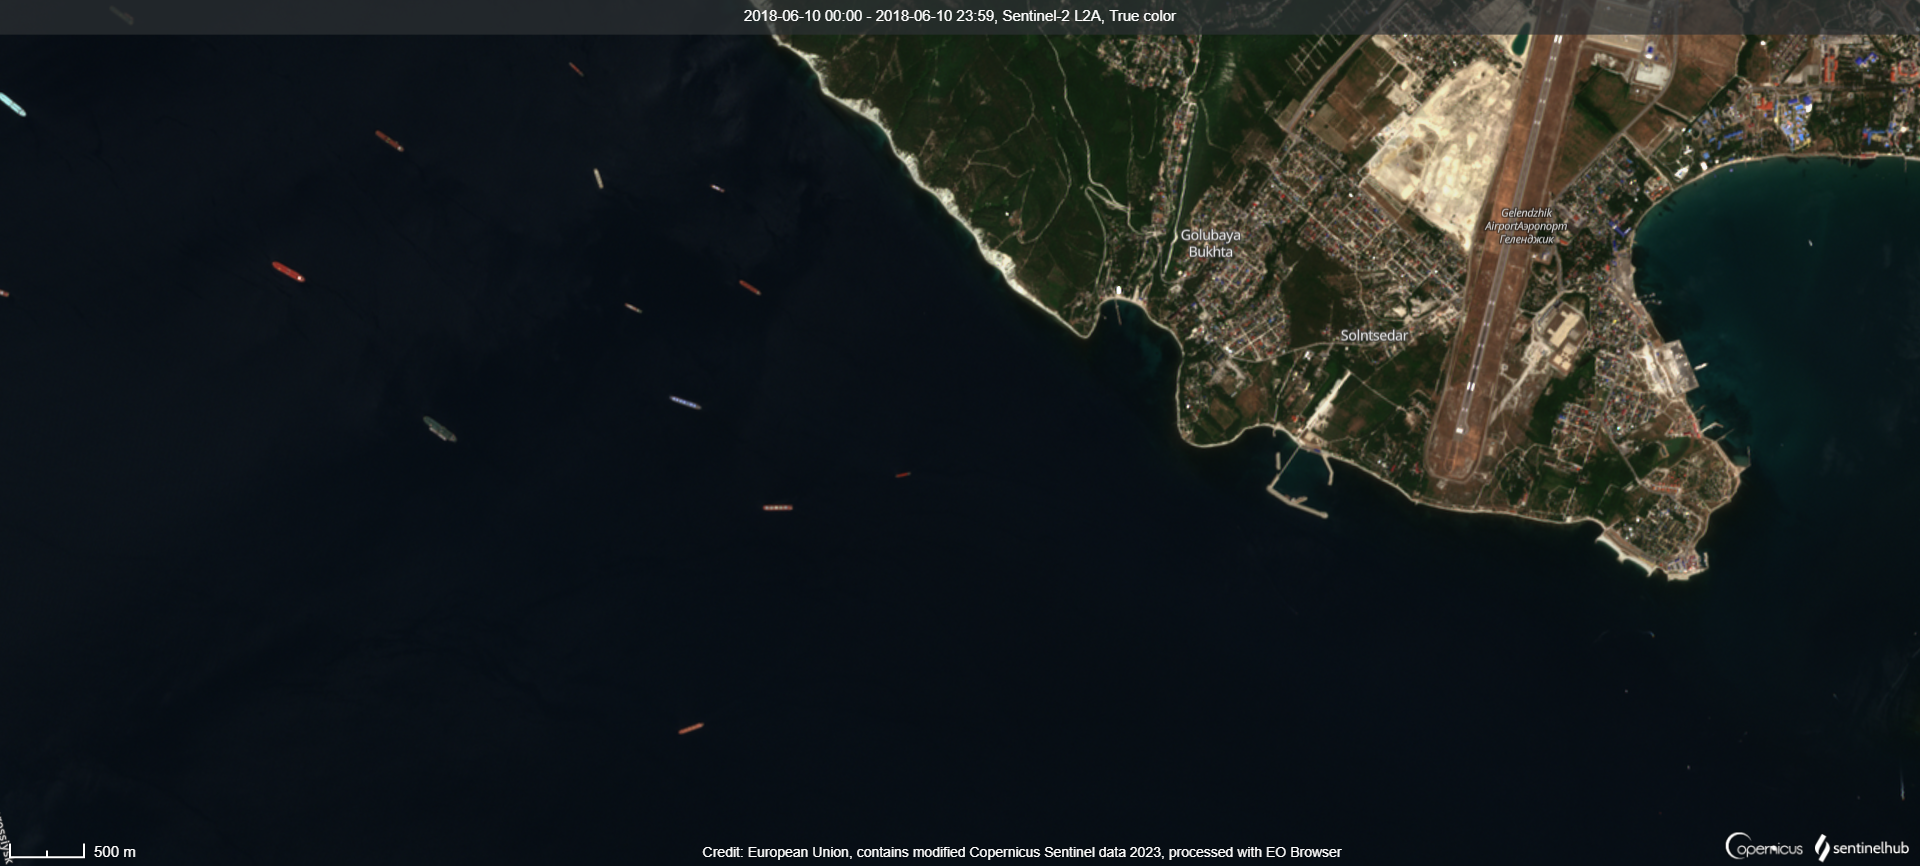 2018-06-10 00:00 - 2018-06-10 23:59, Sentinel-2 L2A, True color
Gelendzhik
AirportАэропорт
Геленджик
Golubaya
Bukhta
Solntsedar
500 m
Credit: European Union, contains modified Copernicus Sentinel data 2023, processed with EO Browser
opernicus
sentinelhub